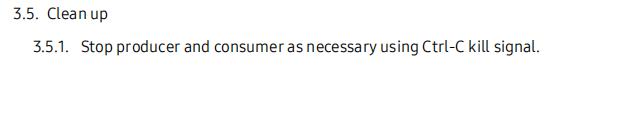 3.5. Clean up
3.5.1. Stop producer and consumer as necessary using Ctrl-C kill signal.